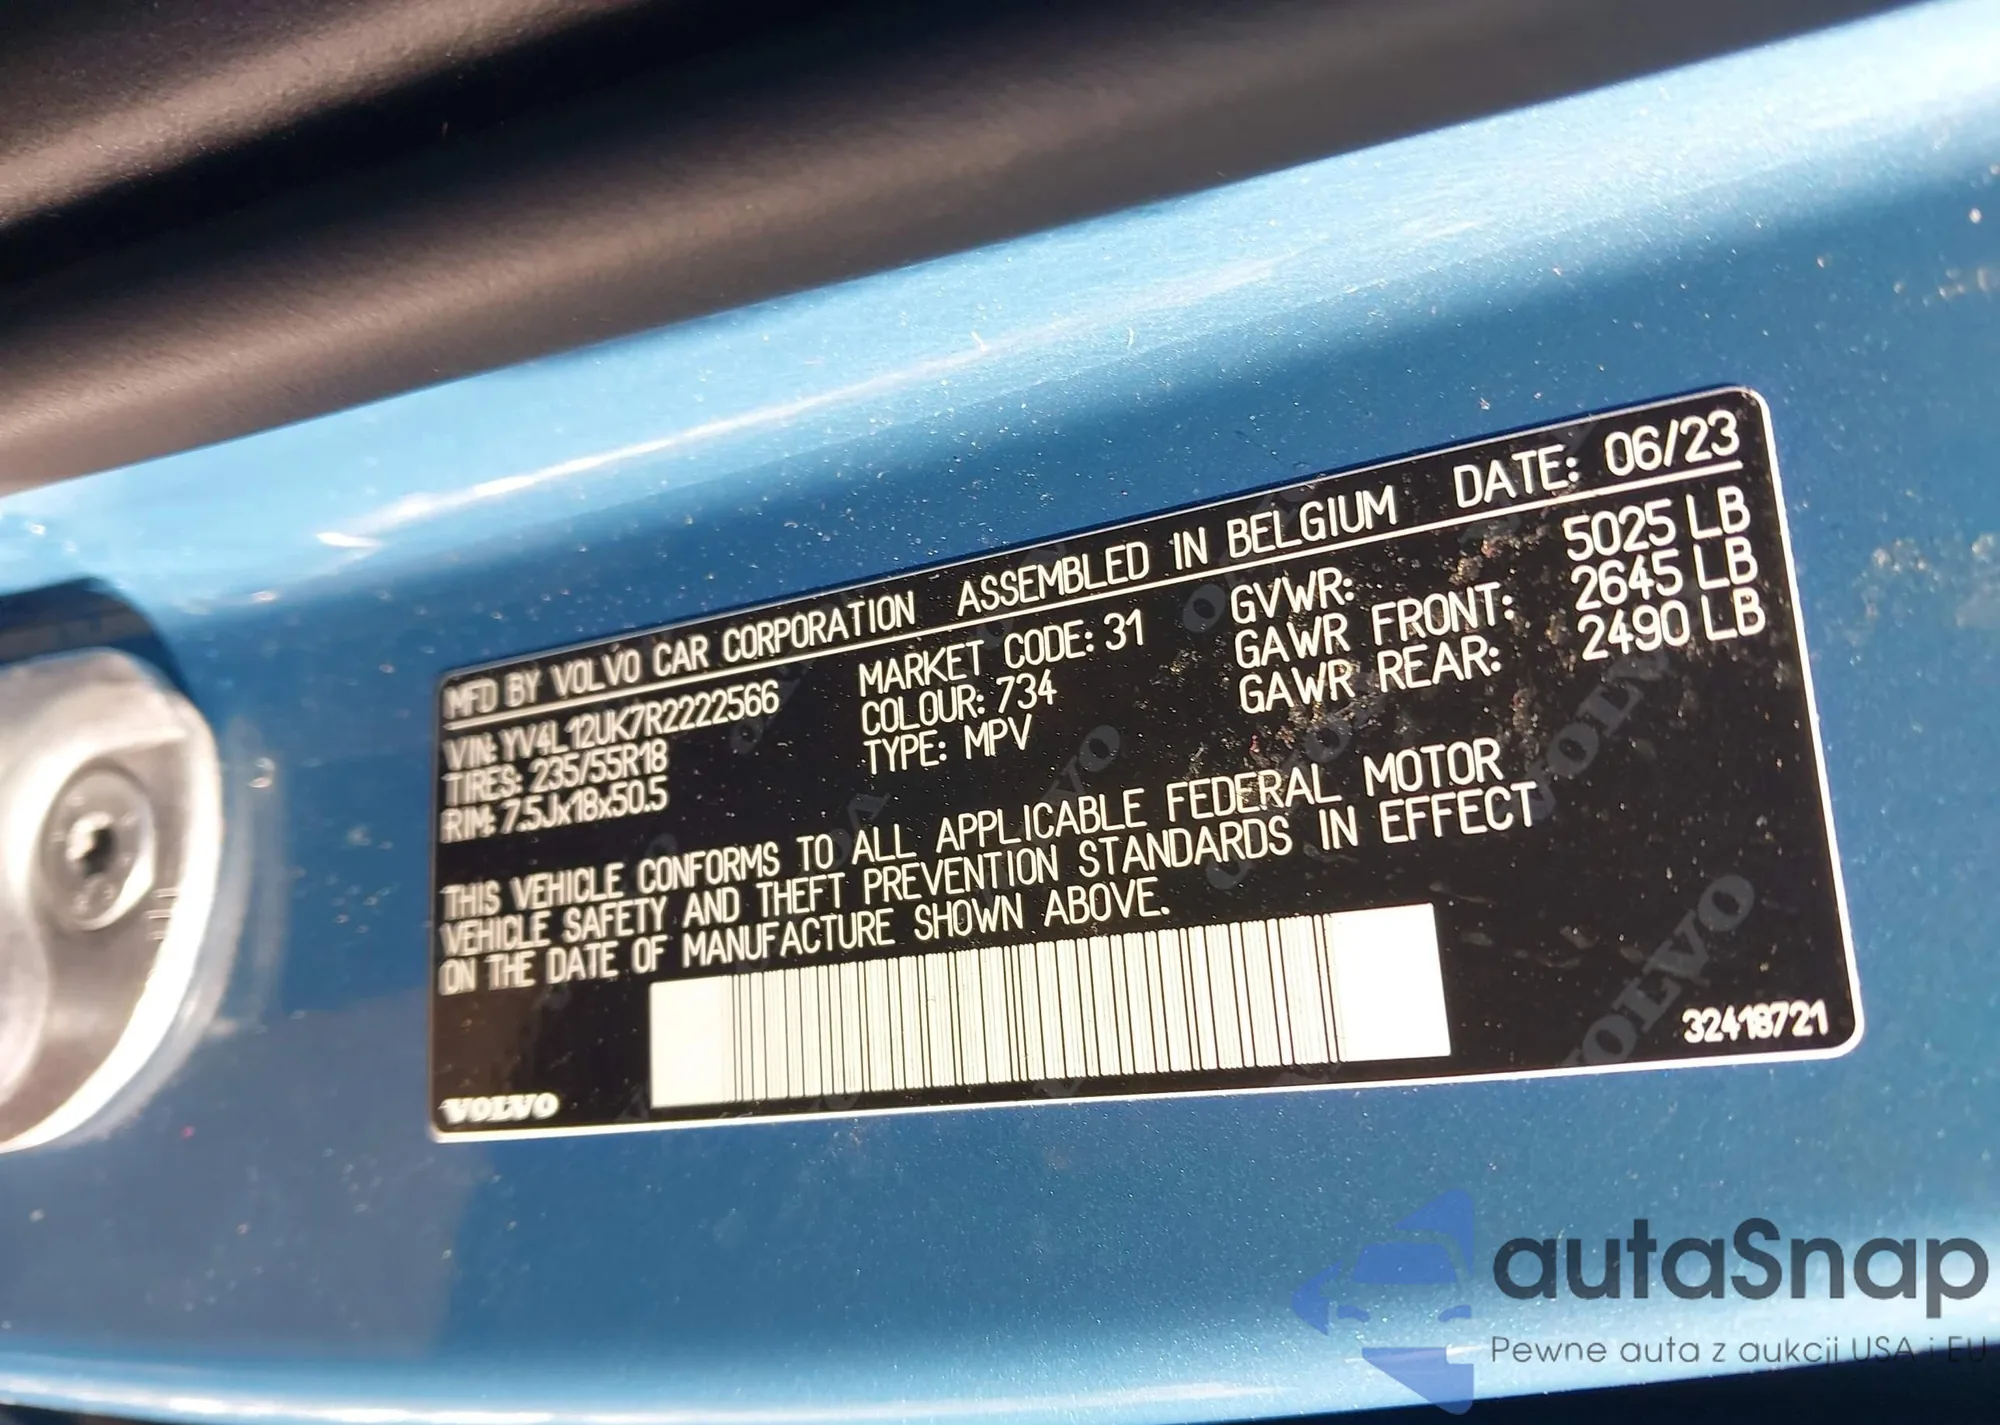 MFD BY VOLVO CAR CORPORATION ASSEMBLED IN BELGIUM DATE: 06/23
VIN: YV4L12UK7R2222566 MARKET CODE: 31 GVWR: 5025 LB
TIRES: 235/55R18 COLOUR: 734 GAWR FRONT: 2645 LB
RIM: 7.5Jx18x50.5 TYPE: MPV GAWR REAR: 2490 LB
THIS VEHICLE CONFORMS TO ALL APPLICABLE FEDERAL MOTOR
VEHICLE SAFETY AND THEFT PREVENTION STANDARDS IN EFFECT
ON THE DATE OF MANUFACTURE SHOWN ABOVE.
32418721
VOLVO
autaSnap
Pewne auta z aukcji USA i EU